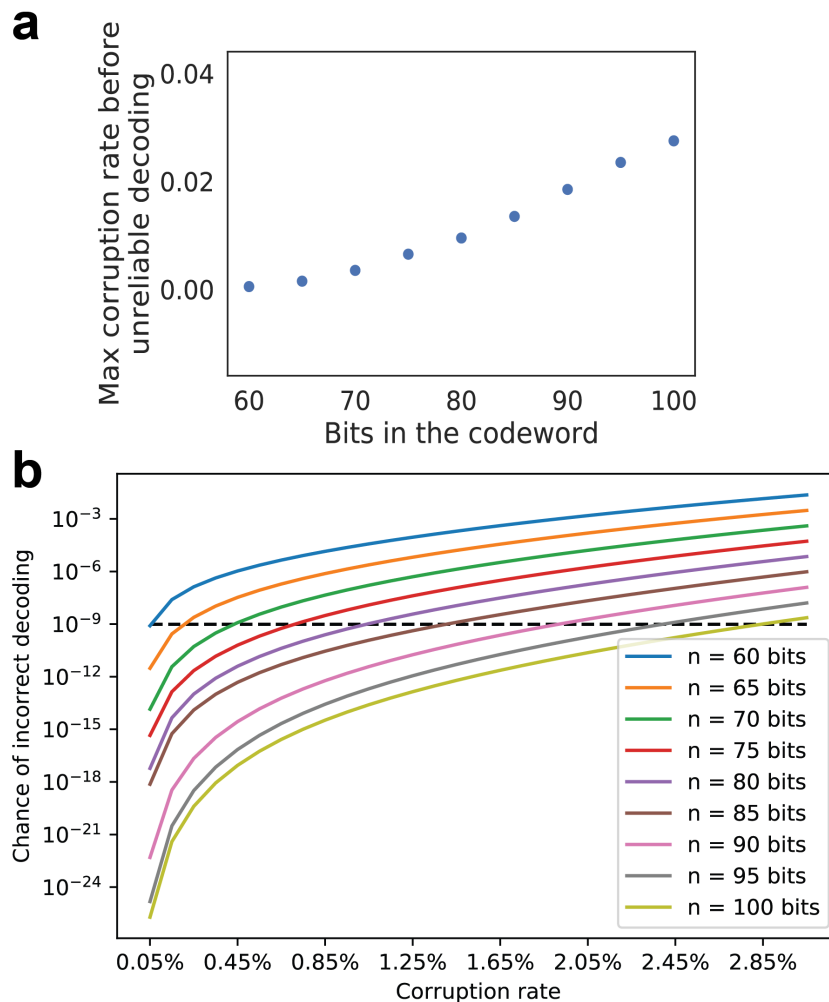 a
Max corruption rate before
unreliable decoding
0.04
0.02
0.00
60 70 80 90 100
Bits in the codeword
b
Chance of incorrect decoding
10−3
10−6
10−9
10−12
10−15
10−18
10−21
10−24
n = 60 bits
n = 65 bits
n = 70 bits
n = 75 bits
n = 80 bits
n = 85 bits
n = 90 bits
n = 95 bits
n = 100 bits
0.05% 0.45% 0.85% 1.25% 1.65% 2.05% 2.45% 2.85%
Corruption rate